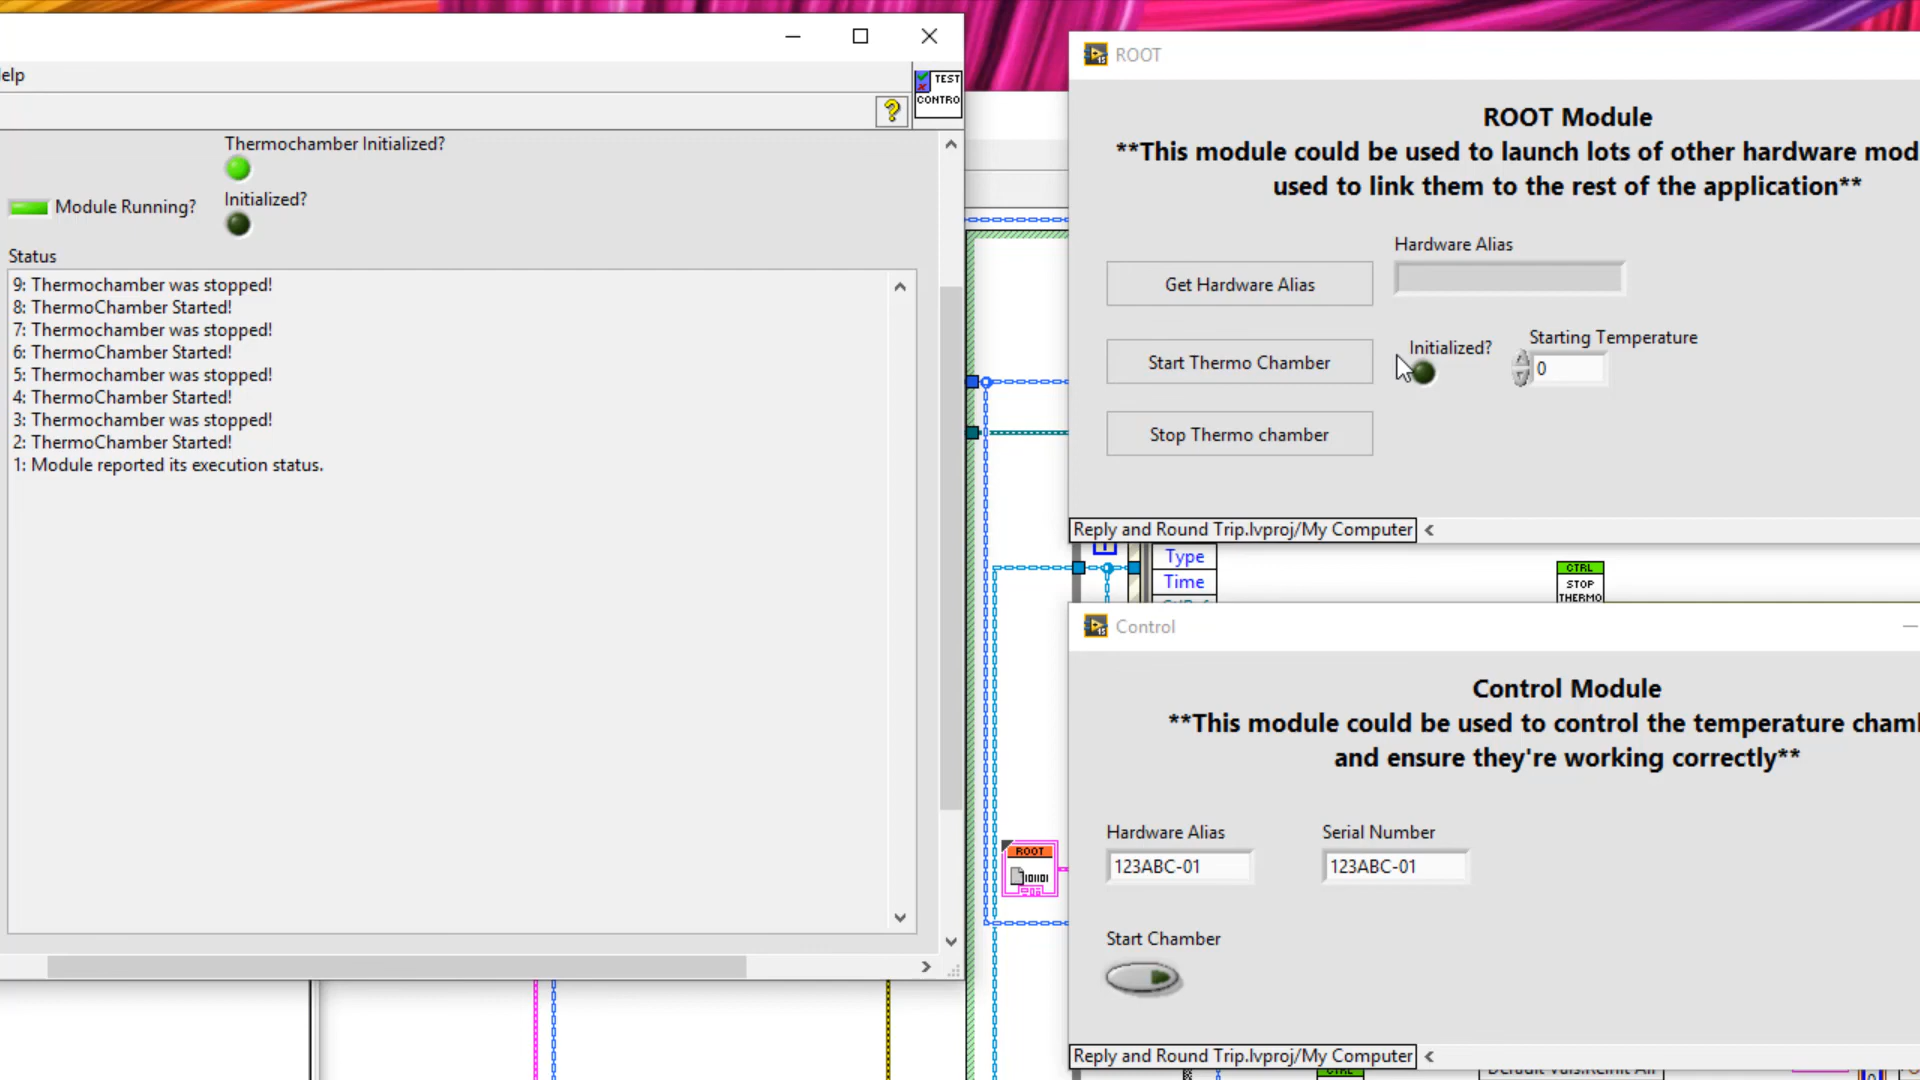 elp
TEST
CONTRO
?
Thermochamber Initialized?
Module Running?
Initialized?
Status
9: Thermochamber was stopped!
8: ThermoChamber Started!
7: Thermochamber was stopped!
6: ThermoChamber Started!
5: Thermochamber was stopped!
4: ThermoChamber Started!
3: Thermochamber was stopped!
2: ThermoChamber Started!
1: Module reported its execution status.
ROOT
ROOT Module
**This module could be used to launch lots of other hardware mod
used to link them to the rest of the application**
Get Hardware Alias
Hardware Alias
Start Thermo Chamber
Initialized?
Starting Temperature
0
Stop Thermo chamber
Reply and Round Trip.lvproj/My Computer
Type
Time
CTRL
STOP
THERMO
Control
Control Module
**This module could be used to control the temperature cham
and ensure they're working correctly**
Hardware Alias
Serial Number
123ABC-01
123ABC-01
Start Chamber
Reply and Round Trip.lvproj/My Computer
ROOT